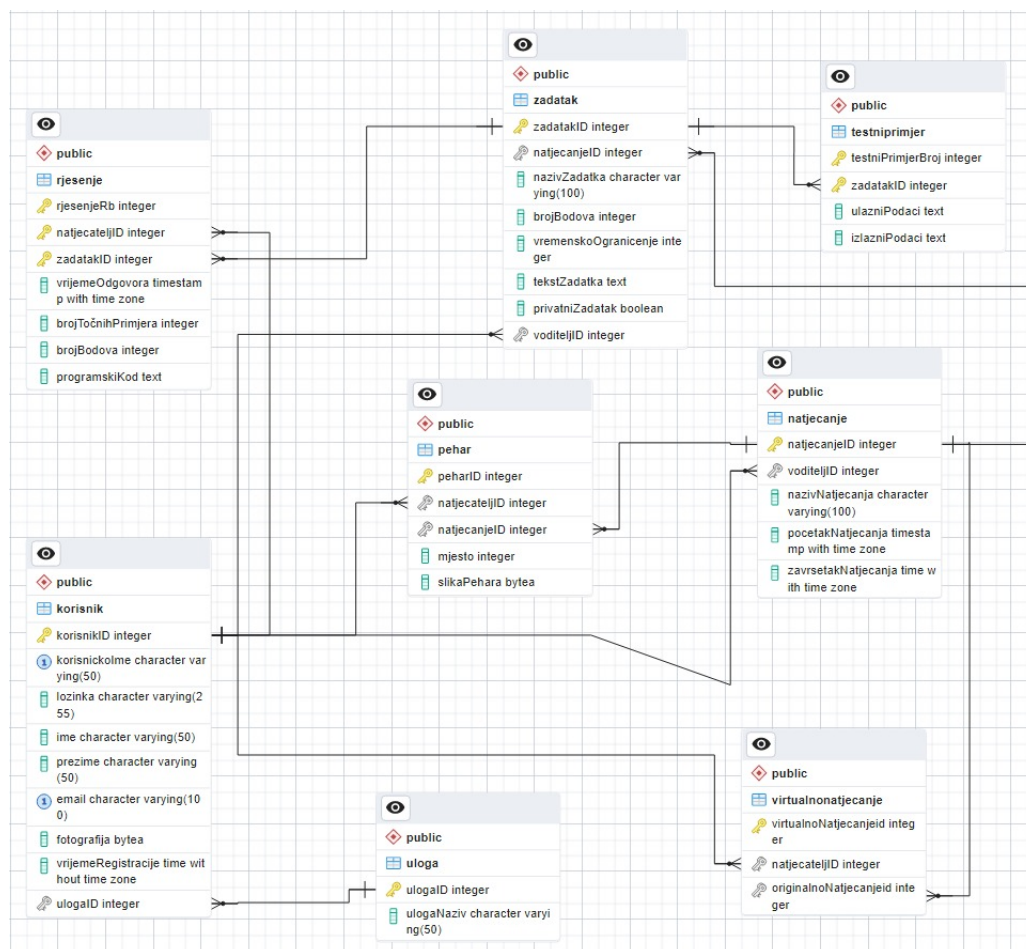 public
zadatak
zadatakID integer
natjecanjeID integer
nazivZadatka character var
ying(100)
brojBodova integer
vremenskoOgranicenje inte
ger
tekstZadatka text
privatniZadatak boolean
voditeljID integer
public
testniprimjer
testniPrimjerBroj integer
zadatakID integer
ulazniPodaci text
izlazniPodaci text
public
rjesenje
rjesenjeRb integer
natjecateljID integer
zadatakID integer
vrijemeOdgovora timestam
p with time zone
brojTočnihPrimjera integer
brojBodova integer
programskiKod text
public
natjecanje
natjecanjeID integer
voditeljID integer
nazivNatjecanja character
varying(100)
pocetakNatjecanja timesta
mp with time zone
zavrsetakNatjecanja time w
ith time zone
public
pehar
peharID integer
natjecateljID integer
natjecanjeID integer
mjesto integer
slikaPehara bytea
public
korisnik
korisnikID integer
1
korisnickoIme character var
ying(50)
lozinka character varying(2
55)
ime character varying(50)
prezime character varying
(50)
1
email character varying(10
0)
fotografija bytea
vrijemeRegistracije time wit
hout time zone
ulogaID integer
public
uloga
ulogaID integer
ulogaNaziv character varyi
ng(50)
public
virtualnonatjecanje
virtualnoNatjecanjeid integ
er
natjecateljID integer
originalnoNatjecanjeid inte
ger